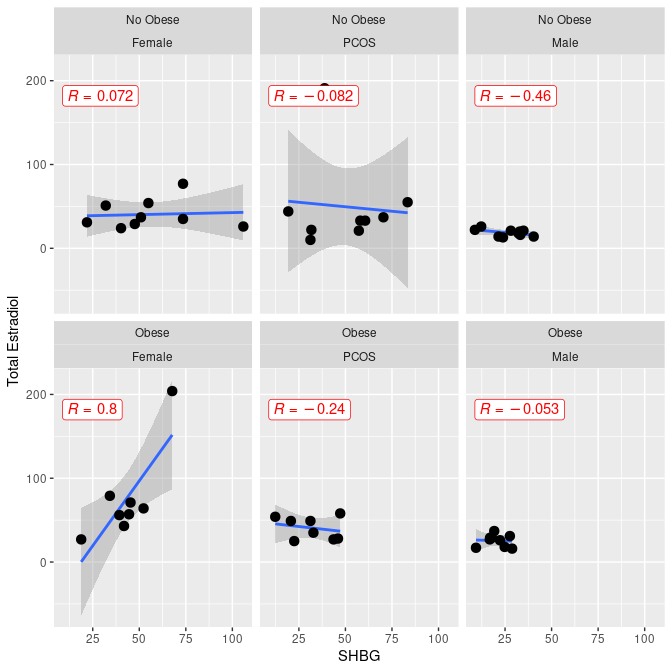 No Obese
No Obese
No Obese
Female
PCOS
Male
200
100
0
R = 0.072
R = −0.082
R = −0.46
Total Estradiol
Obese
Obese
Obese
Female
PCOS
Male
200
100
0
R = 0.8
R = −0.24
R = −0.053
25 50 75 100
25 50 75 100
25 50 75 100
SHBG